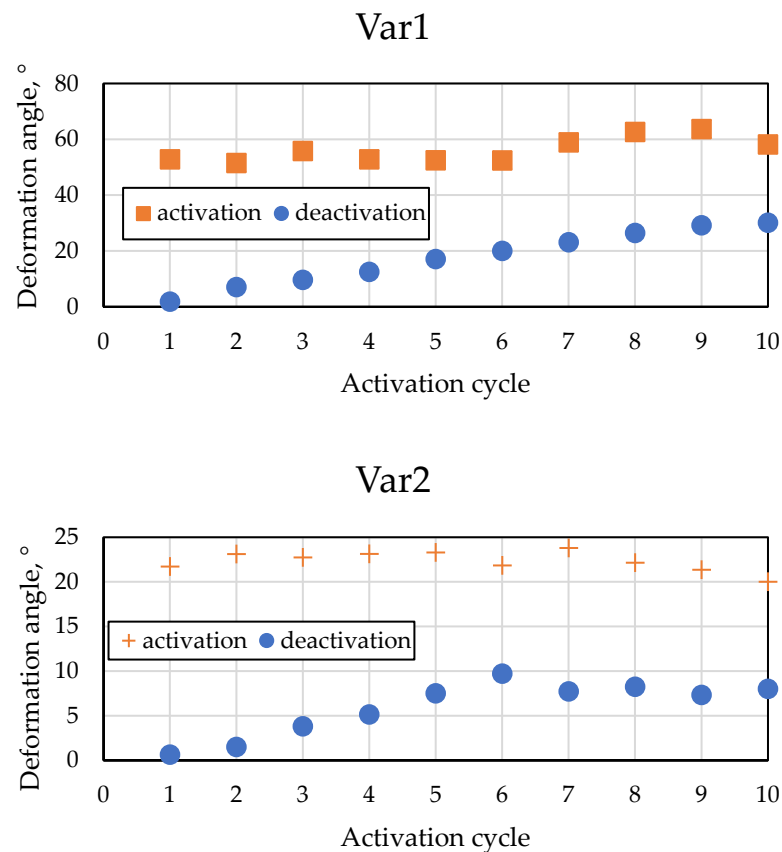 Var1
Deformation angle, °
80
60
40
20
0
activation deactivation
0 1 2 3 4 5 6 7 8 9 10
Activation cycle
Var2
Deformation angle, °
25
20
15
10
5
0
activation deactivation
0 1 2 3 4 5 6 7 8 9 10
Activation cycle